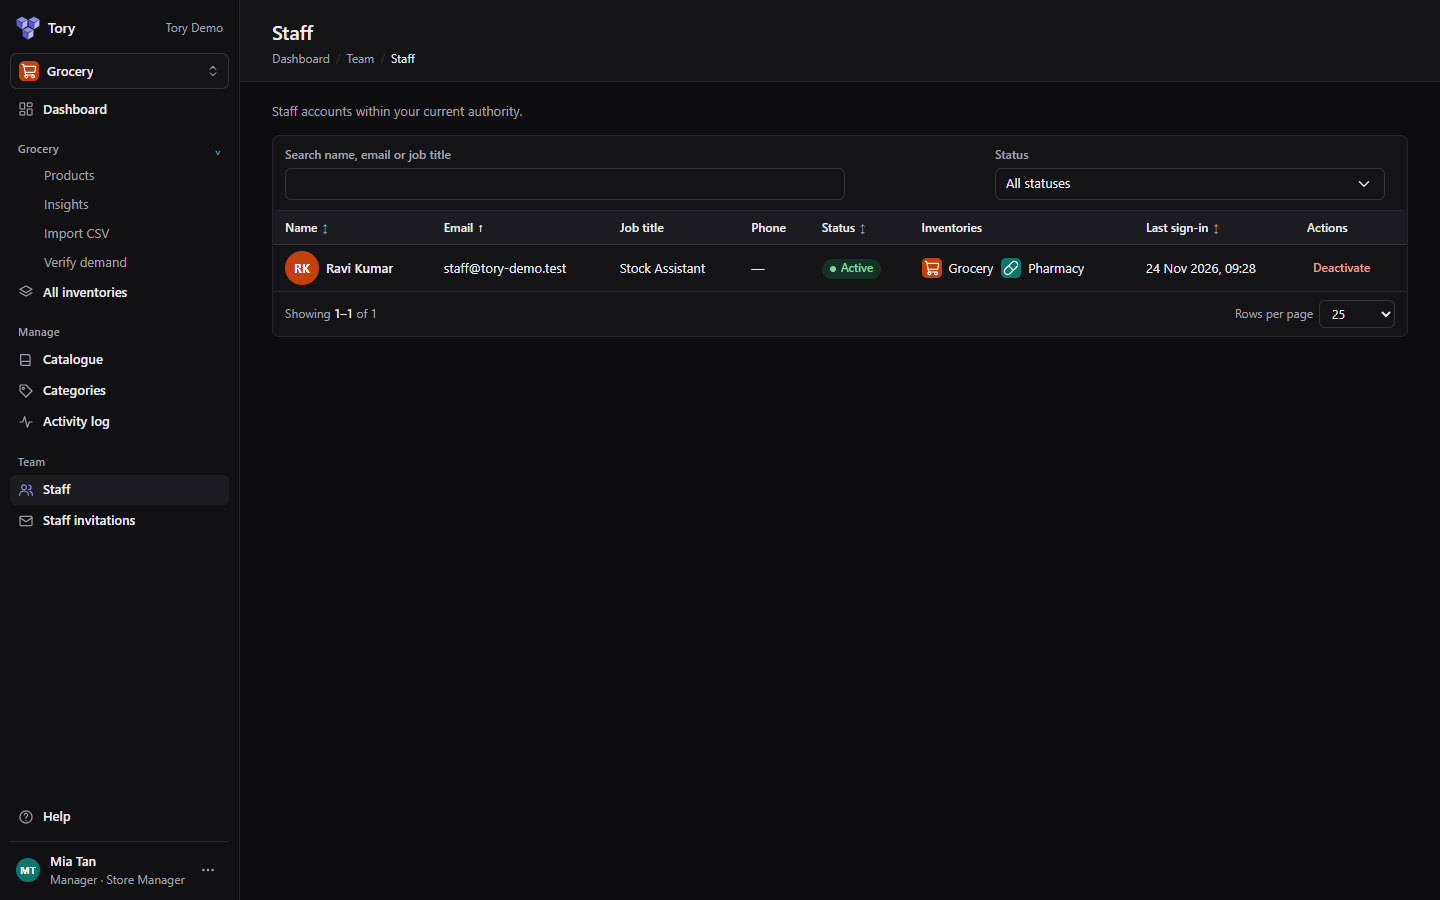 Tory
Tory Demo
Grocery
Dashboard
Grocery
Products
Insights
Import CSV
Verify demand
All inventories
Manage
Catalogue
Categories
Activity log
Team
Staff
Staff invitations
Help
MT
Mia Tan
Manager · Store Manager
Staff
Dashboard / Team / Staff
Staff accounts within your current authority.
Search name, email or job title
Status
All statuses
Name ↕ Email ↑ Job title Phone Status ↕ Inventories Last sign-in ↕ Actions
RK Ravi Kumar staff@tory-demo.test Stock Assistant — Active Grocery Pharmacy 24 Nov 2026, 09:28 Deactivate
Showing 1–1 of 1
Rows per page 25